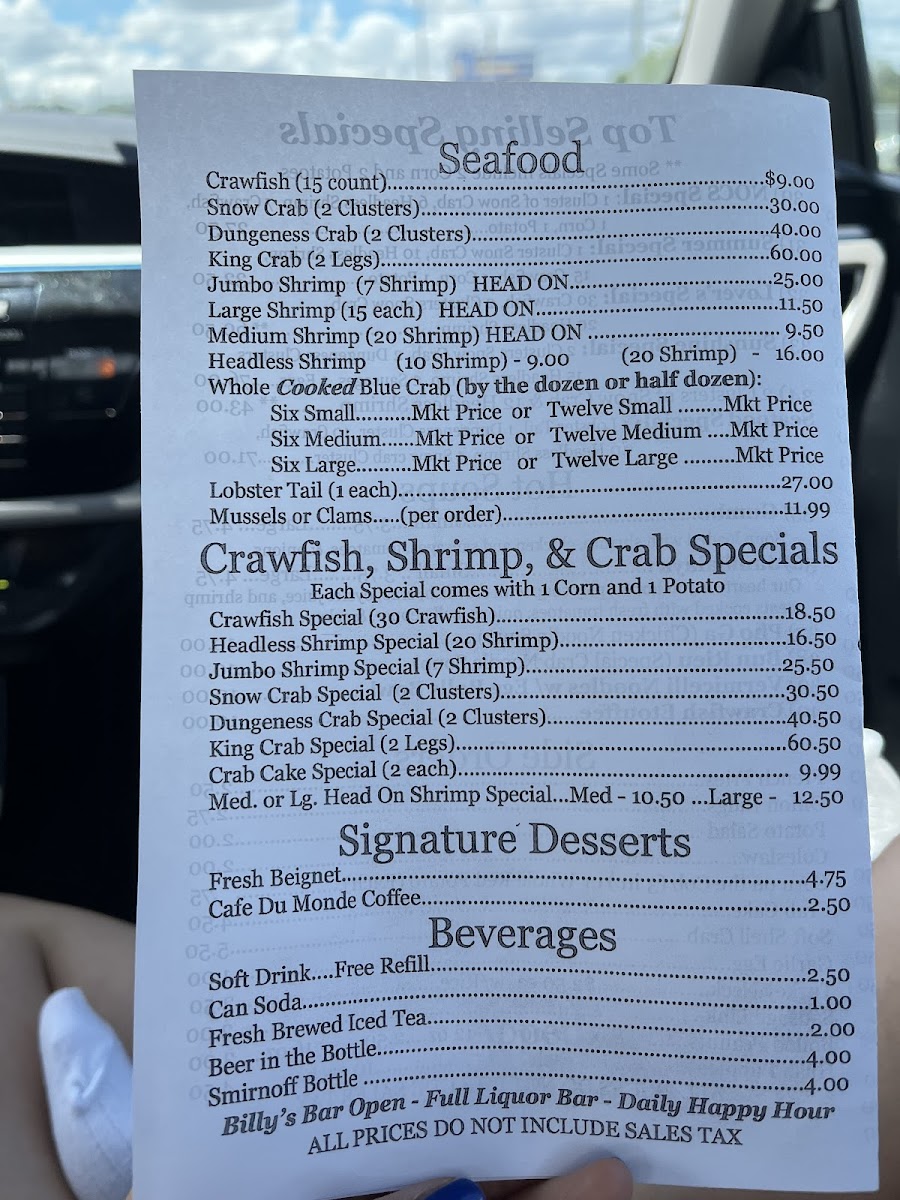 Seafood
Crawfish (15 count)........$9.00
Snow Crab (2 Clusters)........30.00
Dungeness Crab (2 Clusters)........40.00
King Crab (2 Legs)........60.00
Jumbo Shrimp (7 Shrimp) HEAD ON........25.00
Large Shrimp (15 each) HEAD ON........11.50
Medium Shrimp (20 Shrimp) HEAD ON ........ 9.50
Headless Shrimp (10 Shrimp) - 9.00 (20 Shrimp) - 16.00
Whole Cooked Blue Crab (by the dozen or half dozen):
Six Small..........Mkt Price or Twelve Small ........Mkt Price
Six Medium......Mkt Price or Twelve Medium ....Mkt Price
Six Large..........Mkt Price or Twelve Large .........Mkt Price
Lobster Tail (1 each)........27.00
Mussels or Clams.....(per order)........11.99
Crawfish, Shrimp, & Crab Specials
Each Special comes with 1 Corn and 1 Potato
Crawfish Special (30 Crawfish)........18.50
Headless Shrimp Special (20 Shrimp)........16.50
Jumbo Shrimp Special (7 Shrimp)........25.50
Snow Crab Special (2 Clusters)........30.50
Dungeness Crab Special (2 Clusters)........40.50
King Crab Special (2 Legs)........60.50
Crab Cake Special (2 each)........ 9.99
Med. or Lg. Head On Shrimp Special...Med - 10.50 ...Large - 12.50
Signature Desserts
Fresh Beignet........4.75
Cafe Du Monde Coffee........2.50
Beverages
Soft Drink....Free Refill........2.50
Can Soda........1.00
Fresh Brewed Iced Tea........2.00
Beer in the Bottle........4.00
Smirnoff Bottle ........4.00
Billy's Bar Open - Full Liquor Bar - Daily Happy Hour
ALL PRICES DO NOT INCLUDE SALES TAX